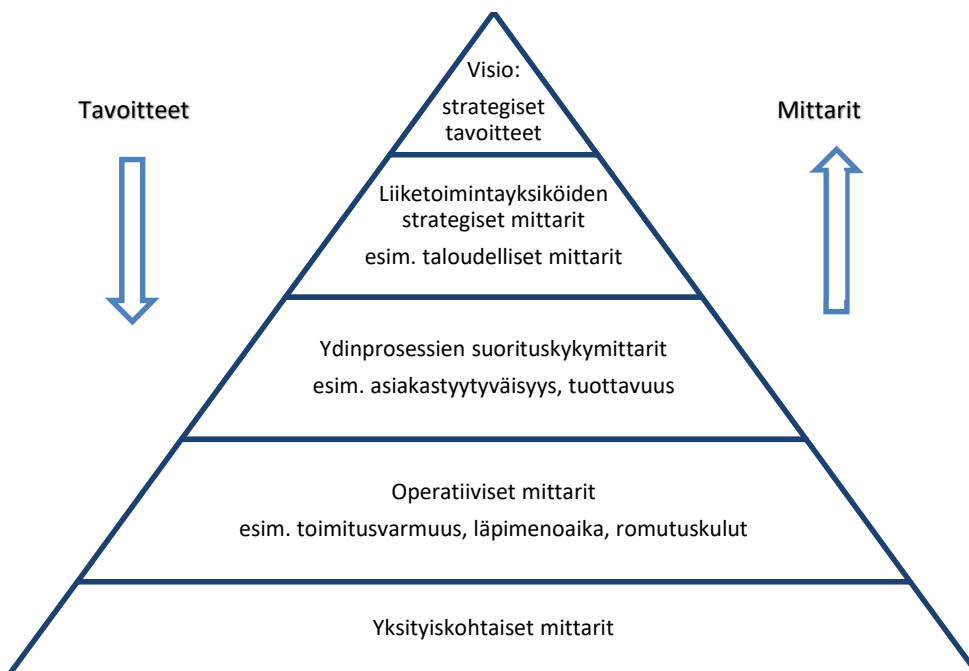 Visio:
strategiset
tavoitteet
Tavoitteet
Mittarit
Liiketoimintayksiköiden
strategiset mittarit
esim. taloudelliset mittarit
Ydinprosessien suorituskykymittarit
esim. asiakastyytyväisyys, tuottavuus
Operatiiviset mittarit
esim. toimitusvarmuus, läpimenoaika, romutuskulut
Yksityiskohtaiset mittarit